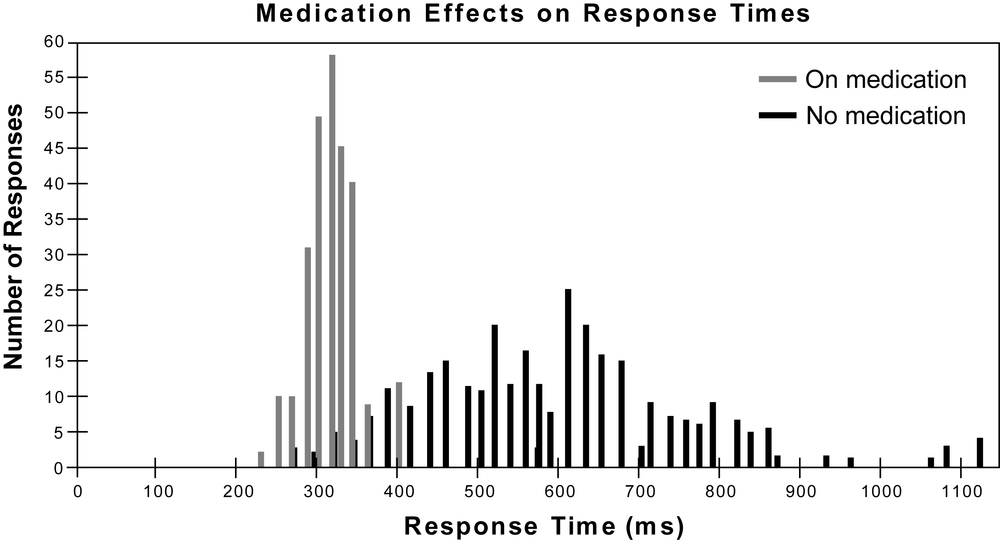 Medication Effects on Response Times
On medication
No medication
Number of Responses
60
55
50
45
40
35
30
25
20
15
10
5
0
0 100 200 300 400 500 600 700 800 900 1000 1100
Response Time (ms)